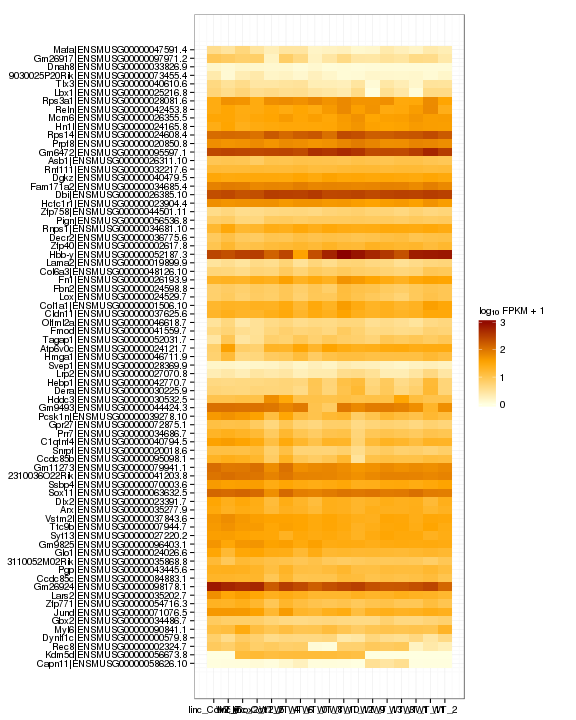 Mafa|ENSMUSG00000047591.4
Gm26917|ENSMUSG00000097971.2
Dnah8|ENSMUSG00000033826.9
9030025P20Rik|ENSMUSG00000073455.4
Tlx3|ENSMUSG00000040610.6
Lbx1|ENSMUSG00000025216.8
Rps3a1|ENSMUSG00000028081.6
Reln|ENSMUSG00000042453.8
Mcm6|ENSMUSG00000026355.5
Hn1l|ENSMUSG00000024165.8
Rps14|ENSMUSG00000024608.4
Prpf8|ENSMUSG00000020850.8
Gm6472|ENSMUSG00000095597.1
Asb1|ENSMUSG00000026311.10
Rnf111|ENSMUSG00000032217.6
Dgkz|ENSMUSG00000040479.5
Fam171a2|ENSMUSG00000034685.4
Dbi|ENSMUSG00000026385.10
Hcfc1r1|ENSMUSG00000023904.4
Zfp758|ENSMUSG00000044501.11
Pign|ENSMUSG00000056536.8
Rnps1|ENSMUSG00000034681.10
Decr2|ENSMUSG00000036775.6
Zfp40|ENSMUSG00000002617.8
Hbb-y|ENSMUSG00000052187.3
Lama2|ENSMUSG00000019899.9
Col6a3|ENSMUSG00000048126.10
Fn1|ENSMUSG00000026193.9
Fbn2|ENSMUSG00000024598.8
Lox|ENSMUSG00000024529.7
Col1a1|ENSMUSG00000001506.10
Cldn11|ENSMUSG00000037625.6
Olfml2a|ENSMUSG00000046618.7
Fmod|ENSMUSG00000041559.7
Tagap1|ENSMUSG00000052031.7
Atp6v0c|ENSMUSG00000024121.7
Hmga1|ENSMUSG00000046711.9
Svep1|ENSMUSG00000028369.9
Lrp2|ENSMUSG00000027070.8
Hebp1|ENSMUSG00000042770.7
Dera|ENSMUSG00000030225.9
Hddc3|ENSMUSG00000030532.5
Gm9493|ENSMUSG00000044424.3
Pcsk1n|ENSMUSG00000039278.10
Gpr27|ENSMUSG00000072875.1
Prr7|ENSMUSG00000034686.7
C1qtnf4|ENSMUSG00000040794.5
Snrpf|ENSMUSG00000020018.6
Ccdc85b|ENSMUSG00000095098.1
Gm11273|ENSMUSG00000079941.1
2310036O22Rik|ENSMUSG00000041203.8
Ssbp4|ENSMUSG00000070003.6
Sox11|ENSMUSG00000063632.5
Dlx2|ENSMUSG00000023391.7
Arx|ENSMUSG00000035277.9
Vstm2l|ENSMUSG00000037843.6
Ttc9b|ENSMUSG00000007944.7
Syt13|ENSMUSG00000027220.2
Gm9825|ENSMUSG00000096403.1
Glo1|ENSMUSG00000024026.6
3110052M02Rik|ENSMUSG00000035868.8
Pgp|ENSMUSG00000043445.6
Ccdc85c|ENSMUSG00000084883.1
Gm26924|ENSMUSG00000098178.1
Lars2|ENSMUSG00000035202.7
Zfp771|ENSMUSG00000054716.3
Jund|ENSMUSG00000071076.5
Gbx2|ENSMUSG00000034486.7
Myl6|ENSMUSG00000090841.1
Dynlt1c|ENSMUSG00000000579.8
Rec8|ENSMUSG00000002324.7
Kdm5d|ENSMUSG00000056673.8
Capn11|ENSMUSG00000058626.10
log₁₀ FPKM + 1
3
2
1
0